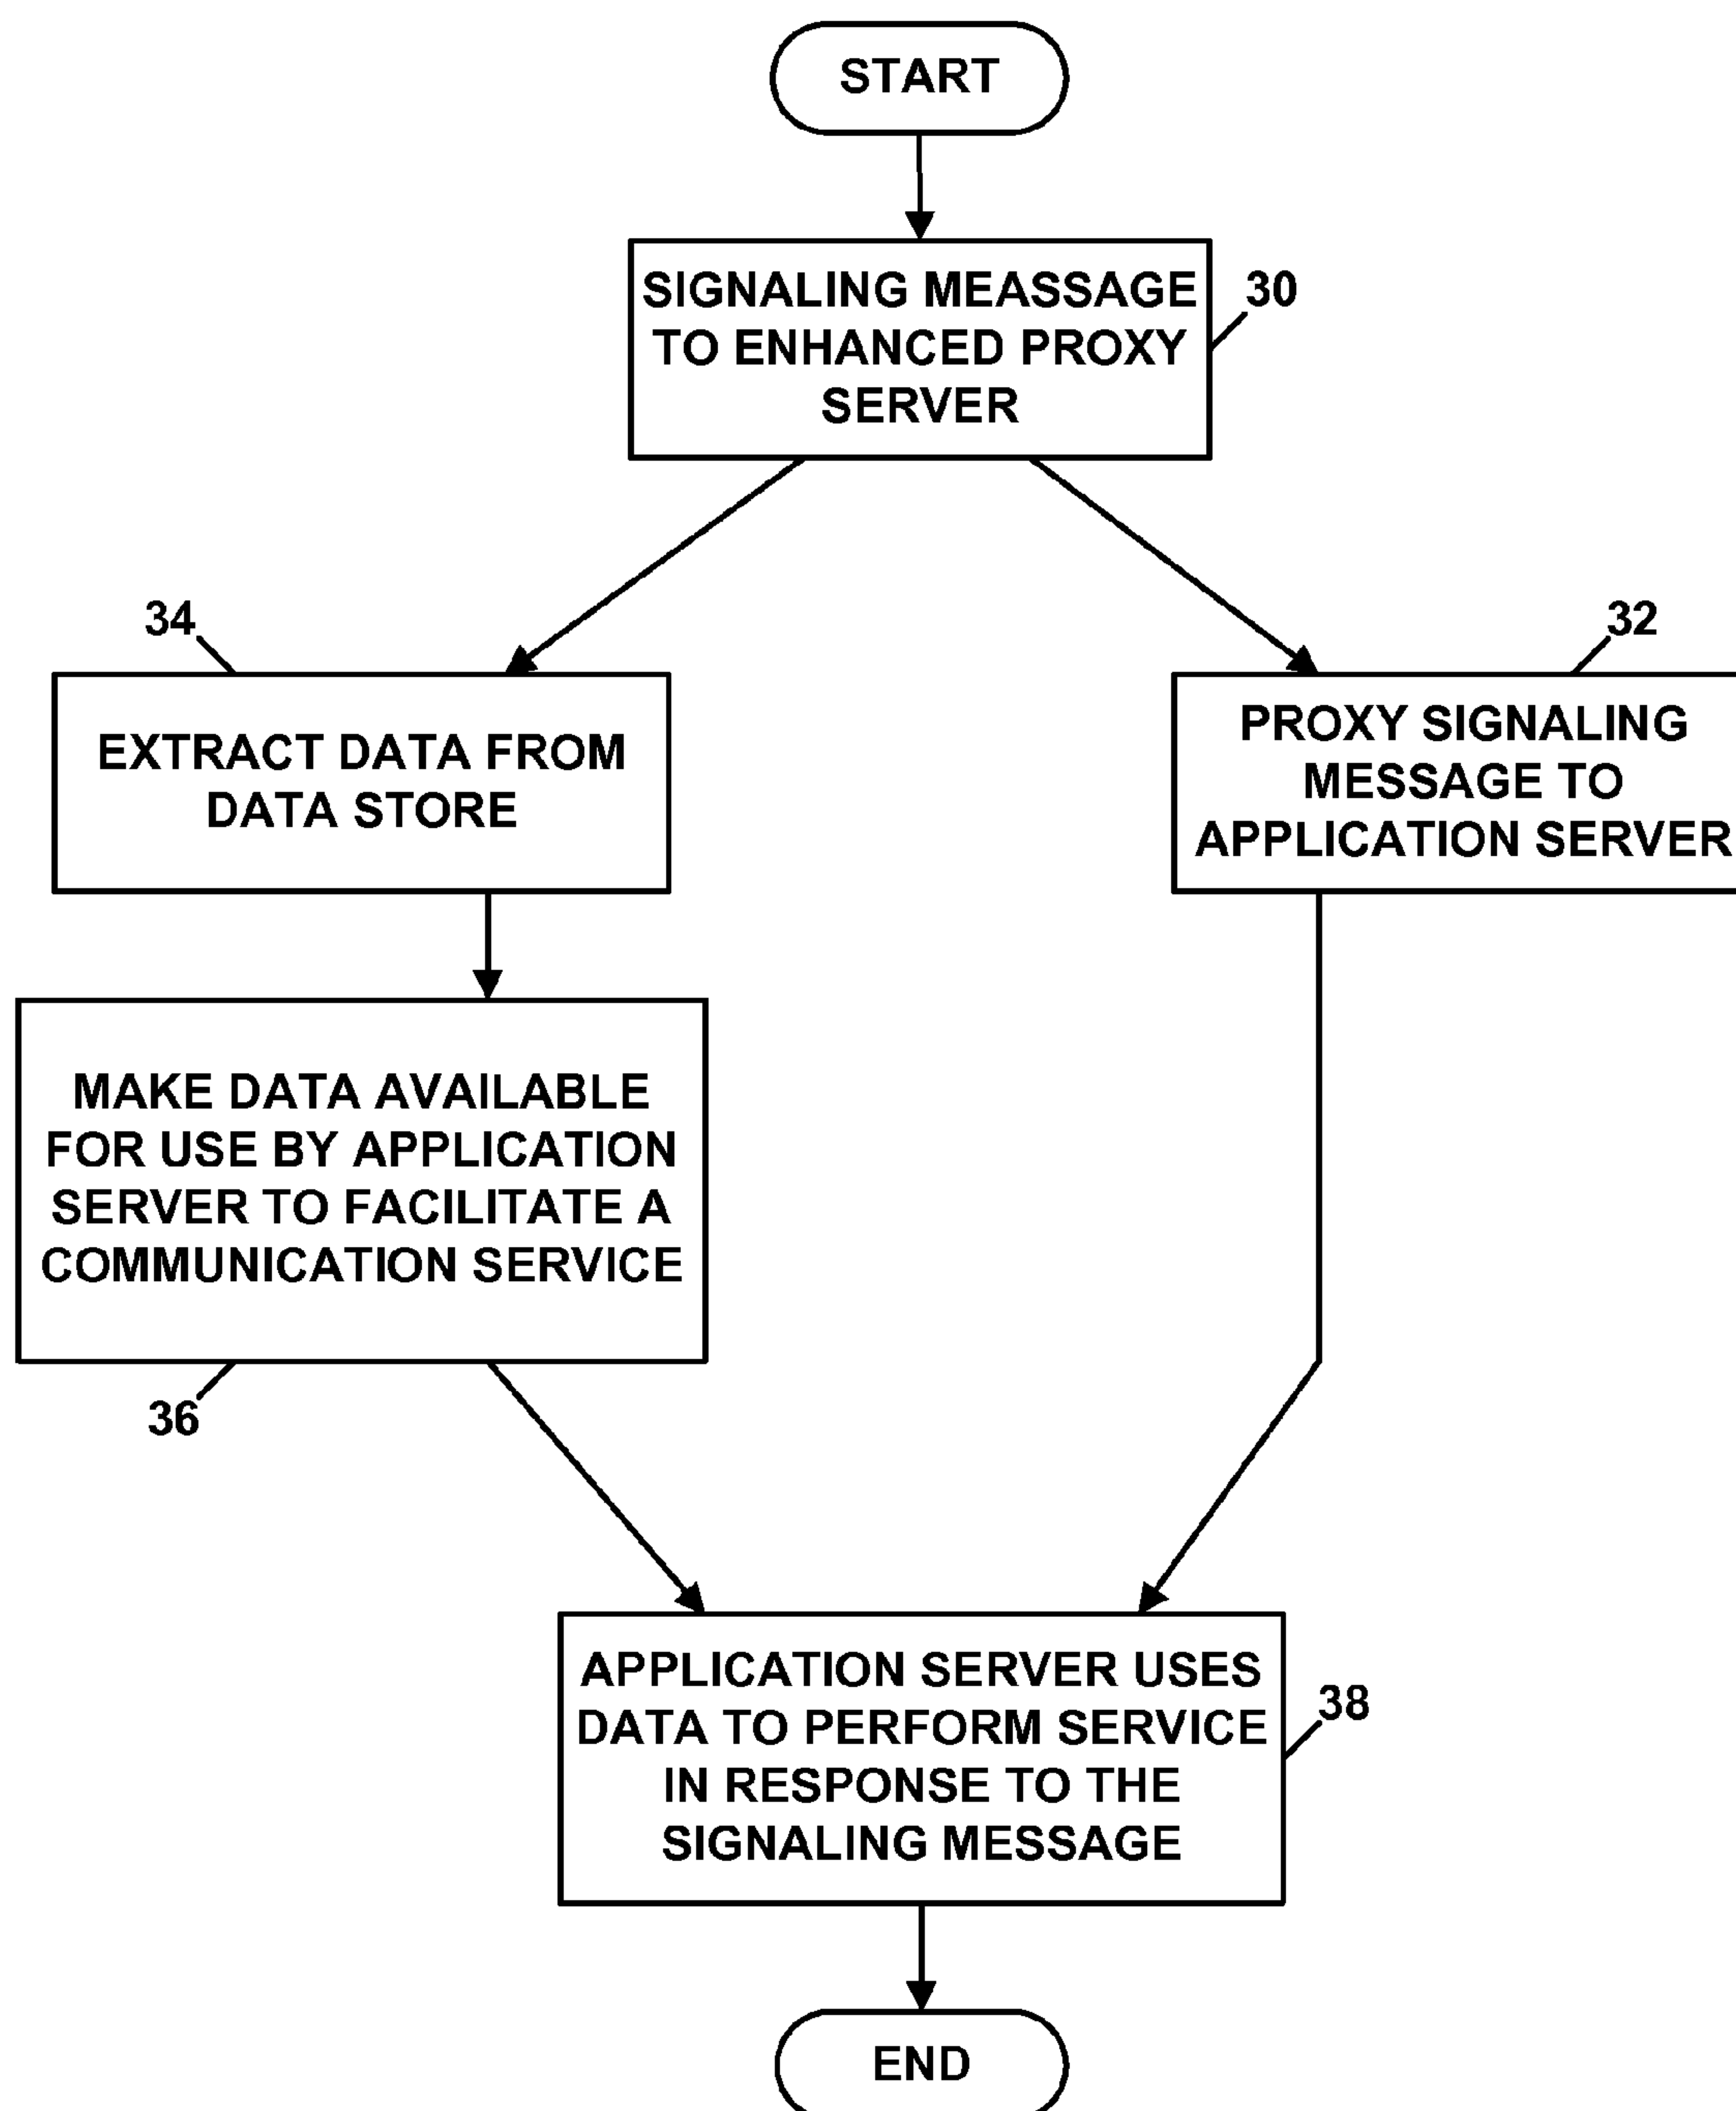 START
SIGNALING MEASSAGE
TO ENHANCED PROXY
SERVER
30
34
EXTRACT DATA FROM
DATA STORE
32
PROXY SIGNALING
MESSAGE TO
APPLICATION SERVER
MAKE DATA AVAILABLE
FOR USE BY APPLICATION
SERVER TO FACILITATE A
COMMUNICATION SERVICE
36
APPLICATION SERVER USES
DATA TO PERFORM SERVICE
IN RESPONSE TO THE
SIGNALING MESSAGE
38
END